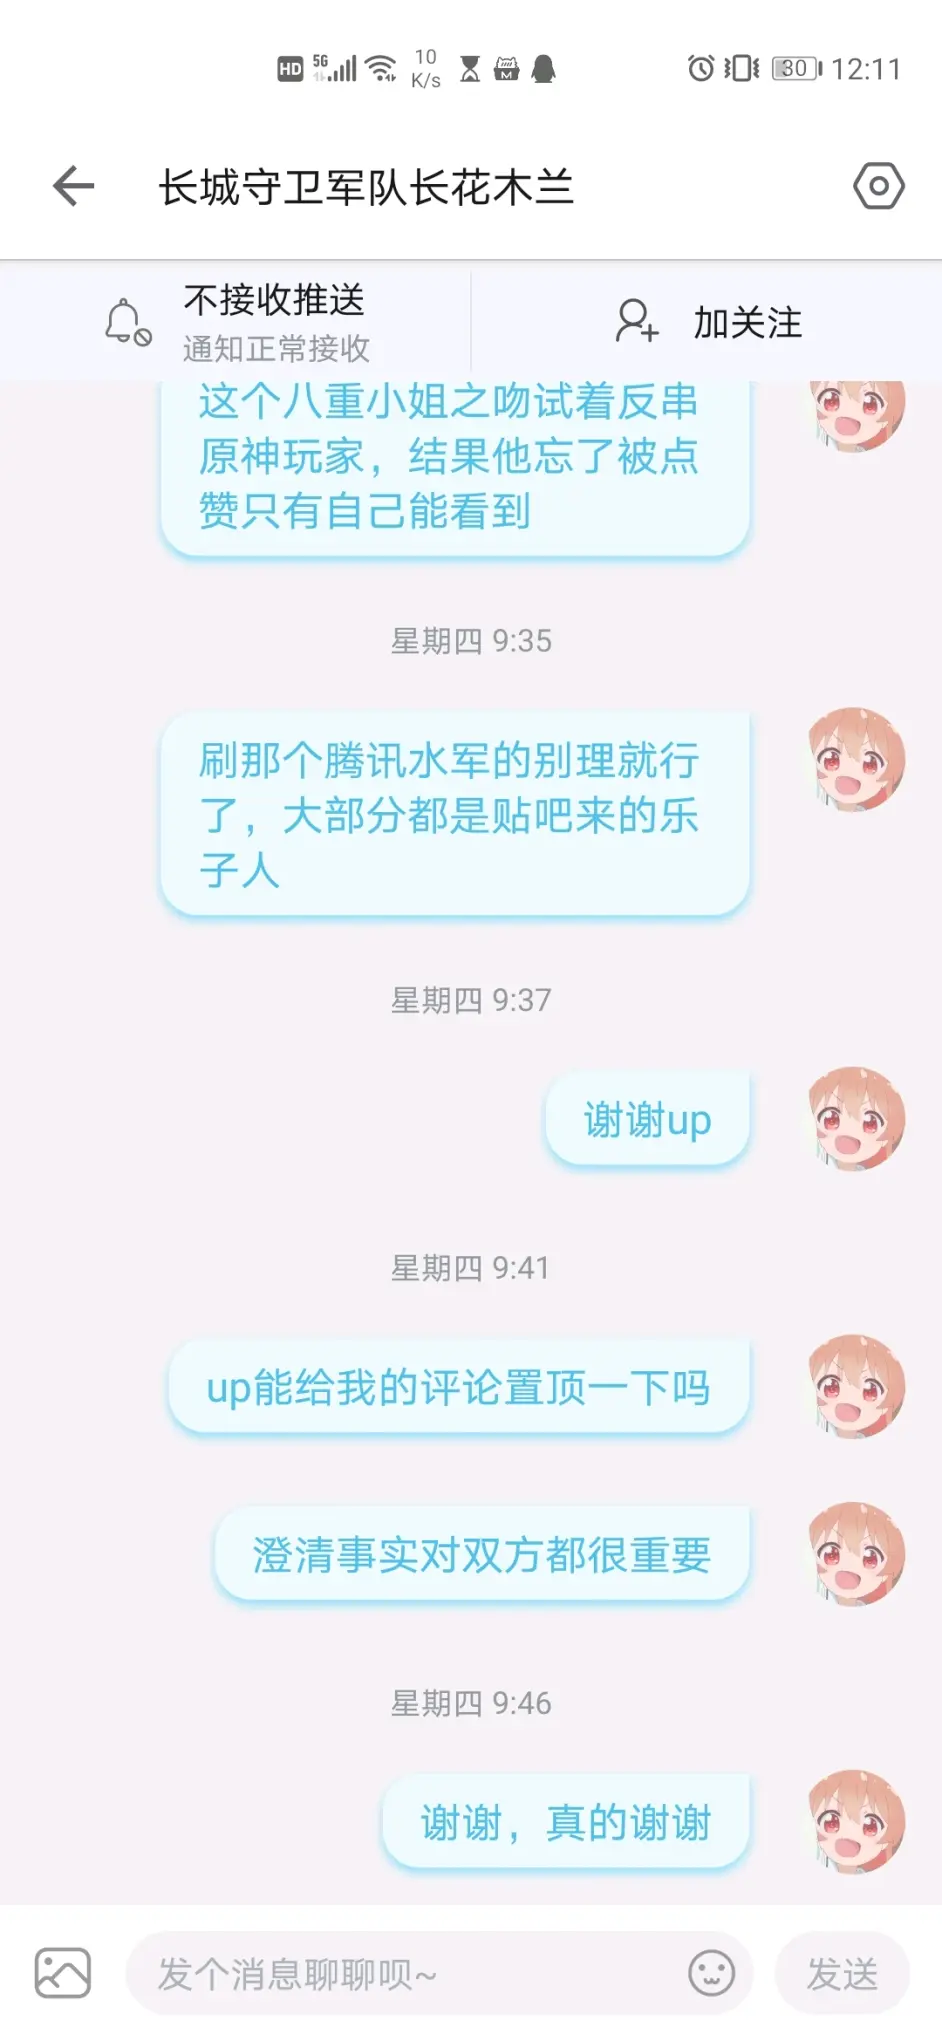 HD 5G 10 K/s 30 12:11
长城守卫军队长花木兰
不接收推送
通知正常接收
加关注
这个八重小姐之吻试着反串
原神玩家，结果他忘了被点
赞只有自己能看到
星期四 9:35
刷那个腾讯水军的别理就行
了，大部分都是贴吧来的乐
子人
星期四 9:37
谢谢up
星期四 9:41
up能给我的评论置顶一下吗
澄清事实对双方都很重要
星期四 9:46
谢谢，真的谢谢
发个消息聊聊呗~
发送